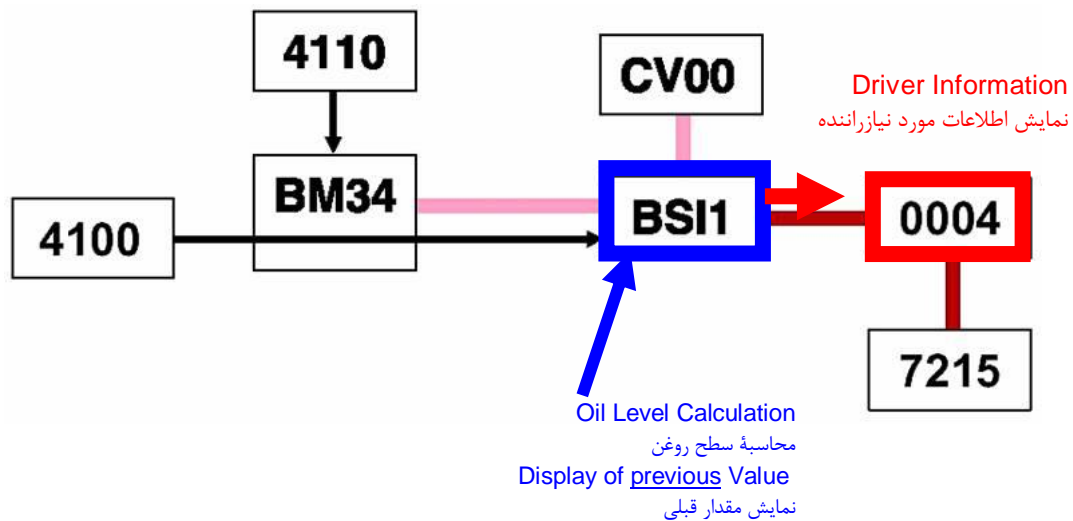 4110
CV00
Driver Information
نمایش اطلاعات مورد نیازراننده
BM34
BSI1
0004
4100
7215
Oil Level Calculation
محاسبۀ سطح روغن
Display of previous Value
نمایش مقدار قبلی